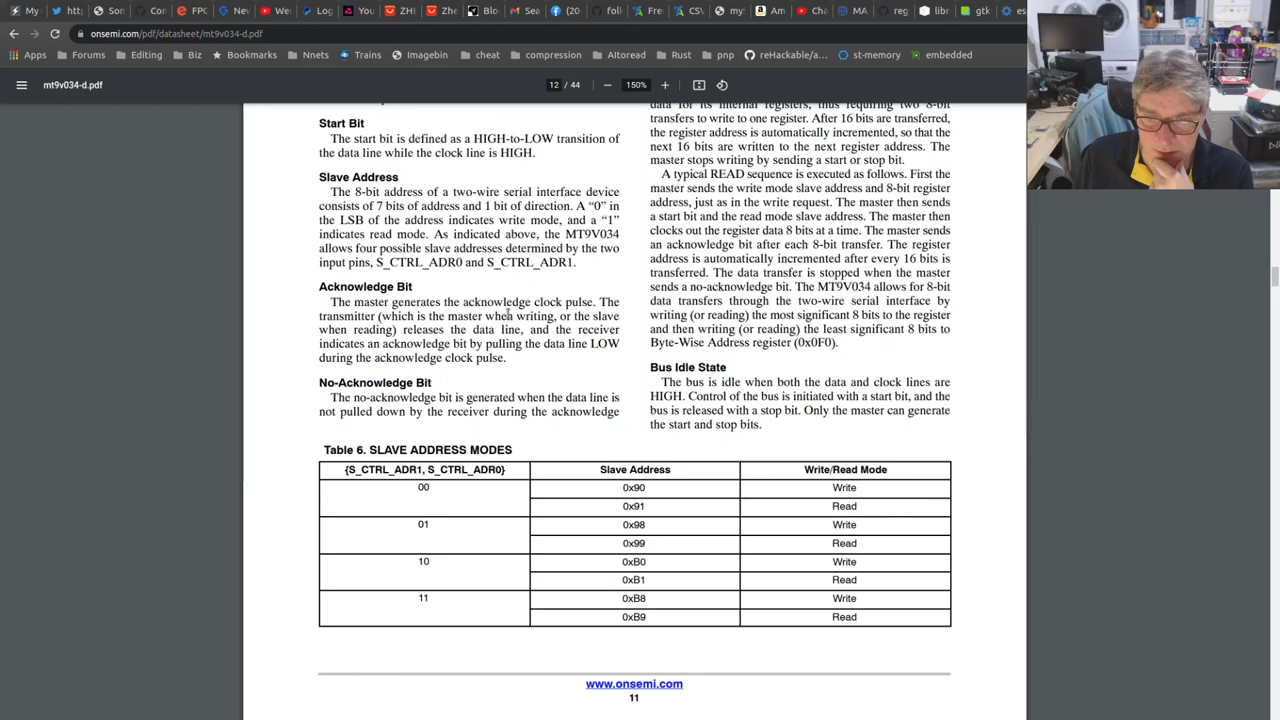 htt
Son
Cor
EPC
New
We
Log
You
ZH
Zhe
Blo
Sea
(20
foli
Fre
CSV
my
Am
Cha
MA
reg
libr
gtk
es
onsemi.com/pdf/datasheet/mt9v034-d.pdf
Apps Forums Editing Biz Bookmarks Nnets Trains Imagebin cheat compression Altoread Rust pnp reHackable/a... st-memory embedded
mt9v034-d.pdf 12 / 44 150%
Start Bit
The start bit is defined as a HIGH-to-LOW transition of
the data line while the clock line is HIGH.
Slave Address
The 8-bit address of a two-wire serial interface device
consists of 7 bits of address and 1 bit of direction. A “0” in
the LSB of the address indicates write mode, and a “1”
indicates read mode. As indicated above, the MT9V034
allows four possible slave addresses determined by the two
input pins, S_CTRL_ADR0 and S_CTRL_ADR1.
Acknowledge Bit
The master generates the acknowledge clock pulse. The
transmitter (which is the master when writing, or the slave
when reading) releases the data line, and the receiver
indicates an acknowledge bit by pulling the data line LOW
during the acknowledge clock pulse.
No-Acknowledge Bit
The no-acknowledge bit is generated when the data line is
not pulled down by the receiver during the acknowledge
data for its internal registers, thus requiring two 8-bit
transfers to write to one register. After 16 bits are transferred,
the register address is automatically incremented, so that the
next 16 bits are written to the next register address. The
master stops writing by sending a start or stop bit.
A typical READ sequence is executed as follows. First the
master sends the write mode slave address and 8-bit register
address, just as in the write request. The master then sends
a start bit and the read mode slave address. The master then
clocks out the register data 8 bits at a time. The master sends
an acknowledge bit after each 8-bit transfer. The register
address is automatically incremented after every 16 bits is
transferred. The data transfer is stopped when the master
sends a no-acknowledge bit. The MT9V034 allows for 8-bit
data transfers through the two-wire serial interface by
writing (or reading) the most significant 8 bits to the register
and then writing (or reading) the least significant 8 bits to
Byte-Wise Address register (0x0F0).
Bus Idle State
The bus is idle when both the data and clock lines are
HIGH. Control of the bus is initiated with a start bit, and the
bus is released with a stop bit. Only the master can generate
the start and stop bits.
Table 6. SLAVE ADDRESS MODES
{S_CTRL_ADR1, S_CTRL_ADR0} Slave Address Write/Read Mode
00 0x90 Write
0x91 Read
01 0x98 Write
0x99 Read
10 0xB0 Write
0xB1 Read
11 0xB8 Write
0xB9 Read
www.onsemi.com
11